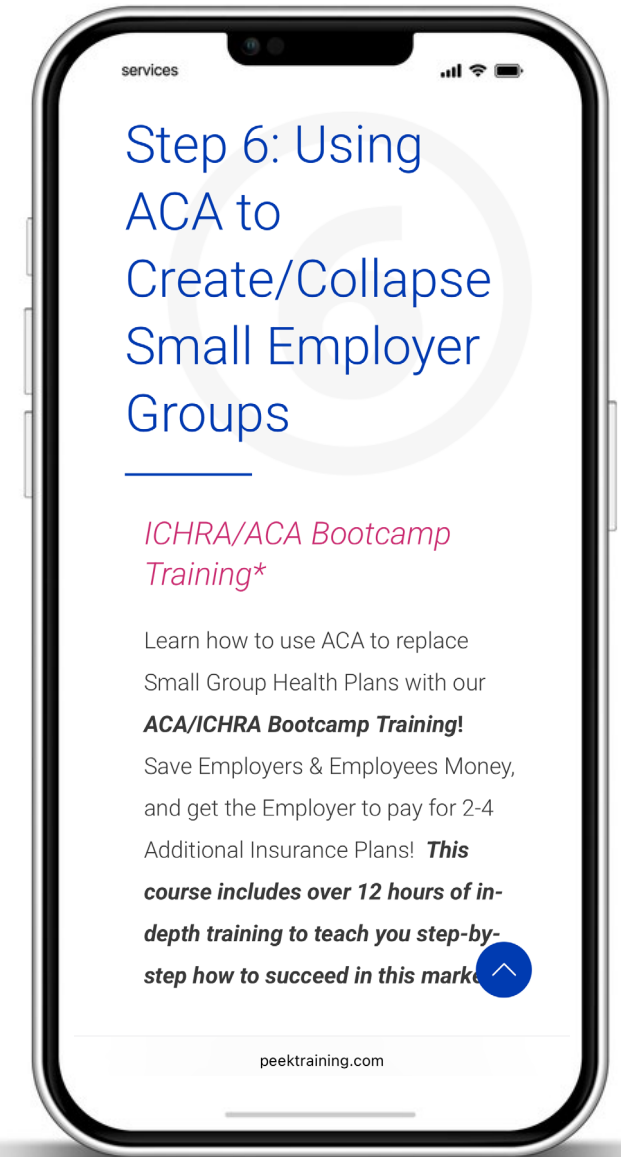 services
Step 6: Using
ACA to
Create/Collapse
Small Employer
Groups
6
ICHRA/ACA Bootcamp
Training*
Learn how to use ACA to replace
Small Group Health Plans with our
ACA/ICHRA Bootcamp Training!
Save Employers & Employees Money,
and get the Employer to pay for 2-4
Additional Insurance Plans! This
course includes over 12 hours of in-
depth training to teach you step-by-
step how to succeed in this
peektraining.com